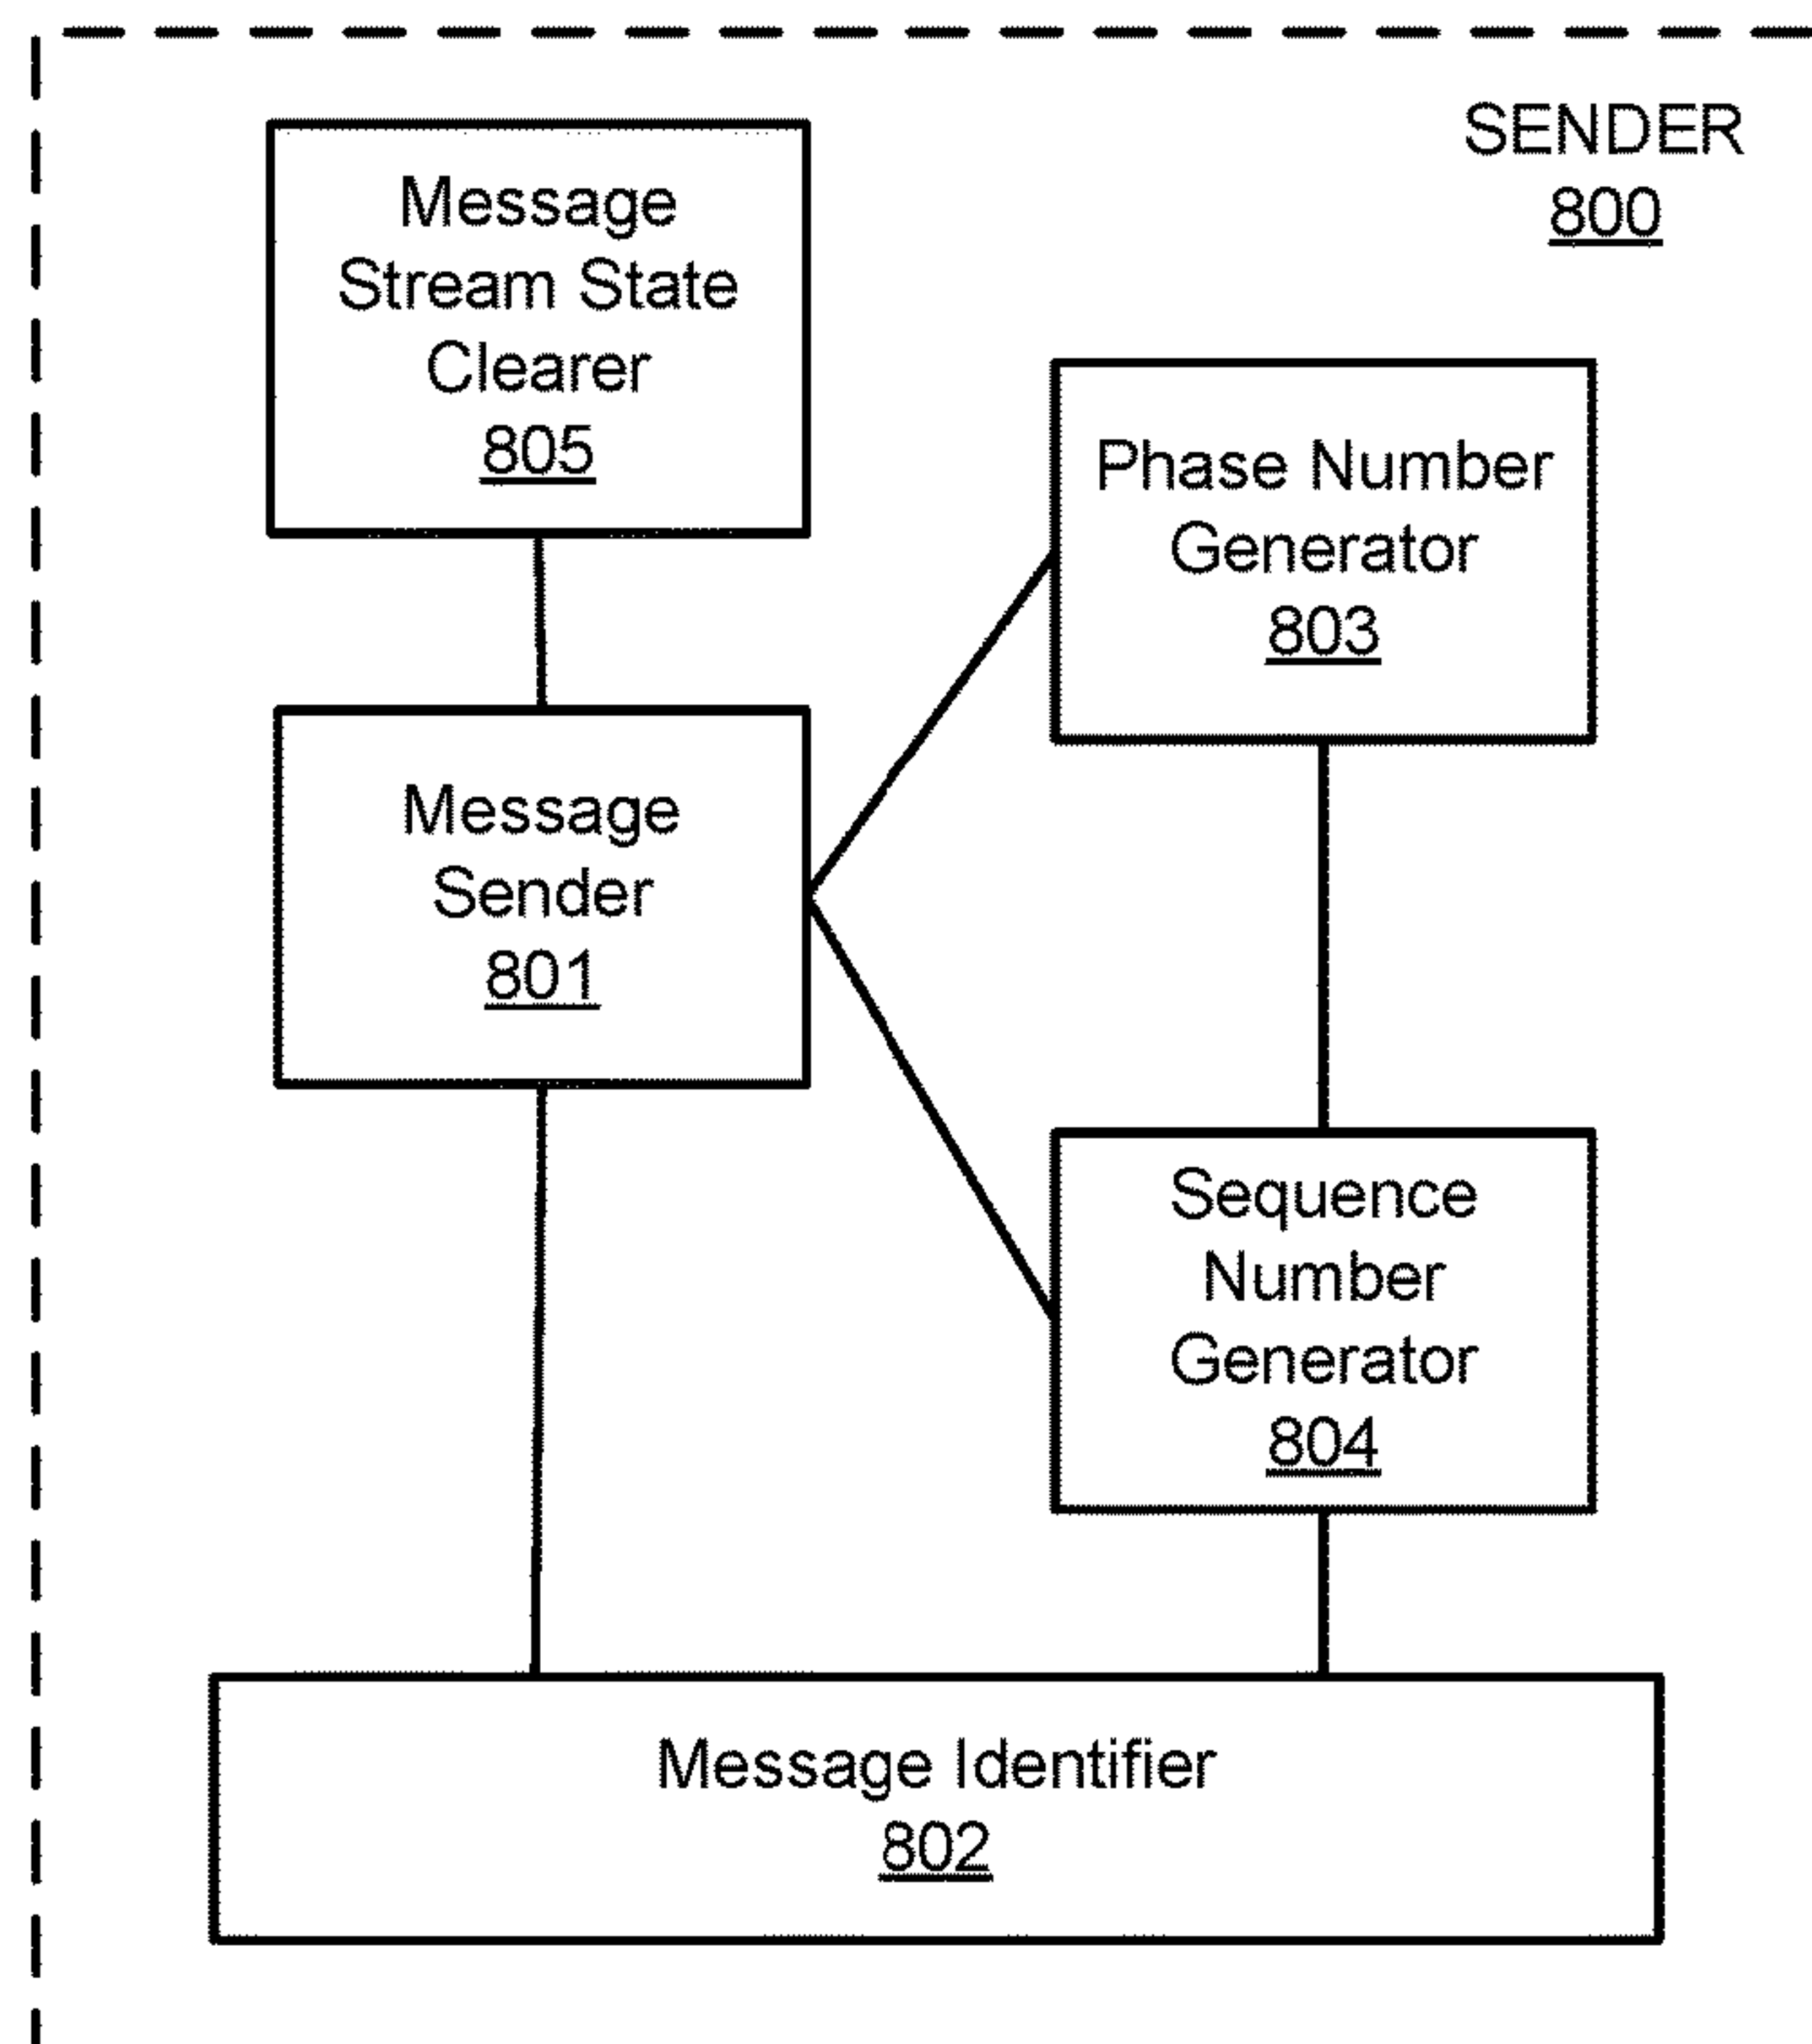 SENDER
800
Message
Stream State
Clearer
805
Phase Number
Generator
803
Message
Sender
801
Sequence
Number
Generator
804
Message Identifier
802